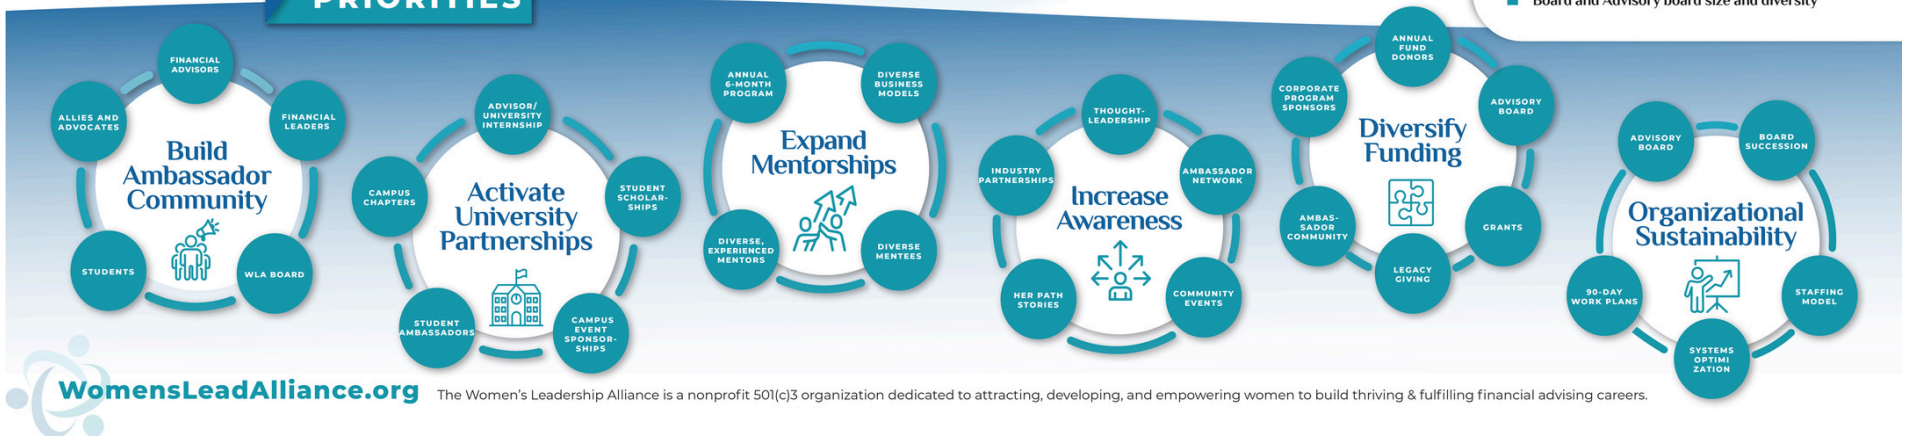 PRIORITIES
Board and Advisory board size and diversity
FINANCIAL
ADVISORS
ALLIES AND
ADVOCATES
FINANCIAL
LEADERS
Build
Ambassador
Community
STUDENTS
WLA BOARD
ADVISOR/
UNIVERSITY
INTERNSHIP
CAMPUS
CHAPTERS
STUDENT
SCHOLAR-
SHIPS
Activate
University
Partnerships
STUDENT
AMBASSADORS
CAMPUS
EVENT
SPONSOR-
SHIPS
ANNUAL
6-MONTH
PROGRAM
DIVERSE
BUSINESS
MODELS
Expand
Mentorships
DIVERSE,
EXPERIENCED
MENTORS
DIVERSE
MENTEES
THOUGHT-
LEADERSHIP
INDUSTRY
PARTNERSHIPS
AMBASSADOR
NETWORK
Increase
Awareness
HER PATH
STORIES
COMMUNITY
EVENTS
ANNUAL
FUND
DONORS
CORPORATE
PROGRAM
SPONSORS
ADVISORY
BOARD
Diversify
Funding
AMBAS-
SADOR
COMMUNITY
GRANTS
LEGACY
GIVING
ADVISORY
BOARD
BOARD
SUCCESSION
Organizational
Sustainability
90-DAY
WORK PLANS
STAFFING
MODEL
SYSTEMS
OPTIMI
ZATION
WomensLeadAlliance.org
The Women's Leadership Alliance is a nonprofit 501(c)3 organization dedicated to attracting, developing, and empowering women to build thriving & fulfilling financial advising careers.